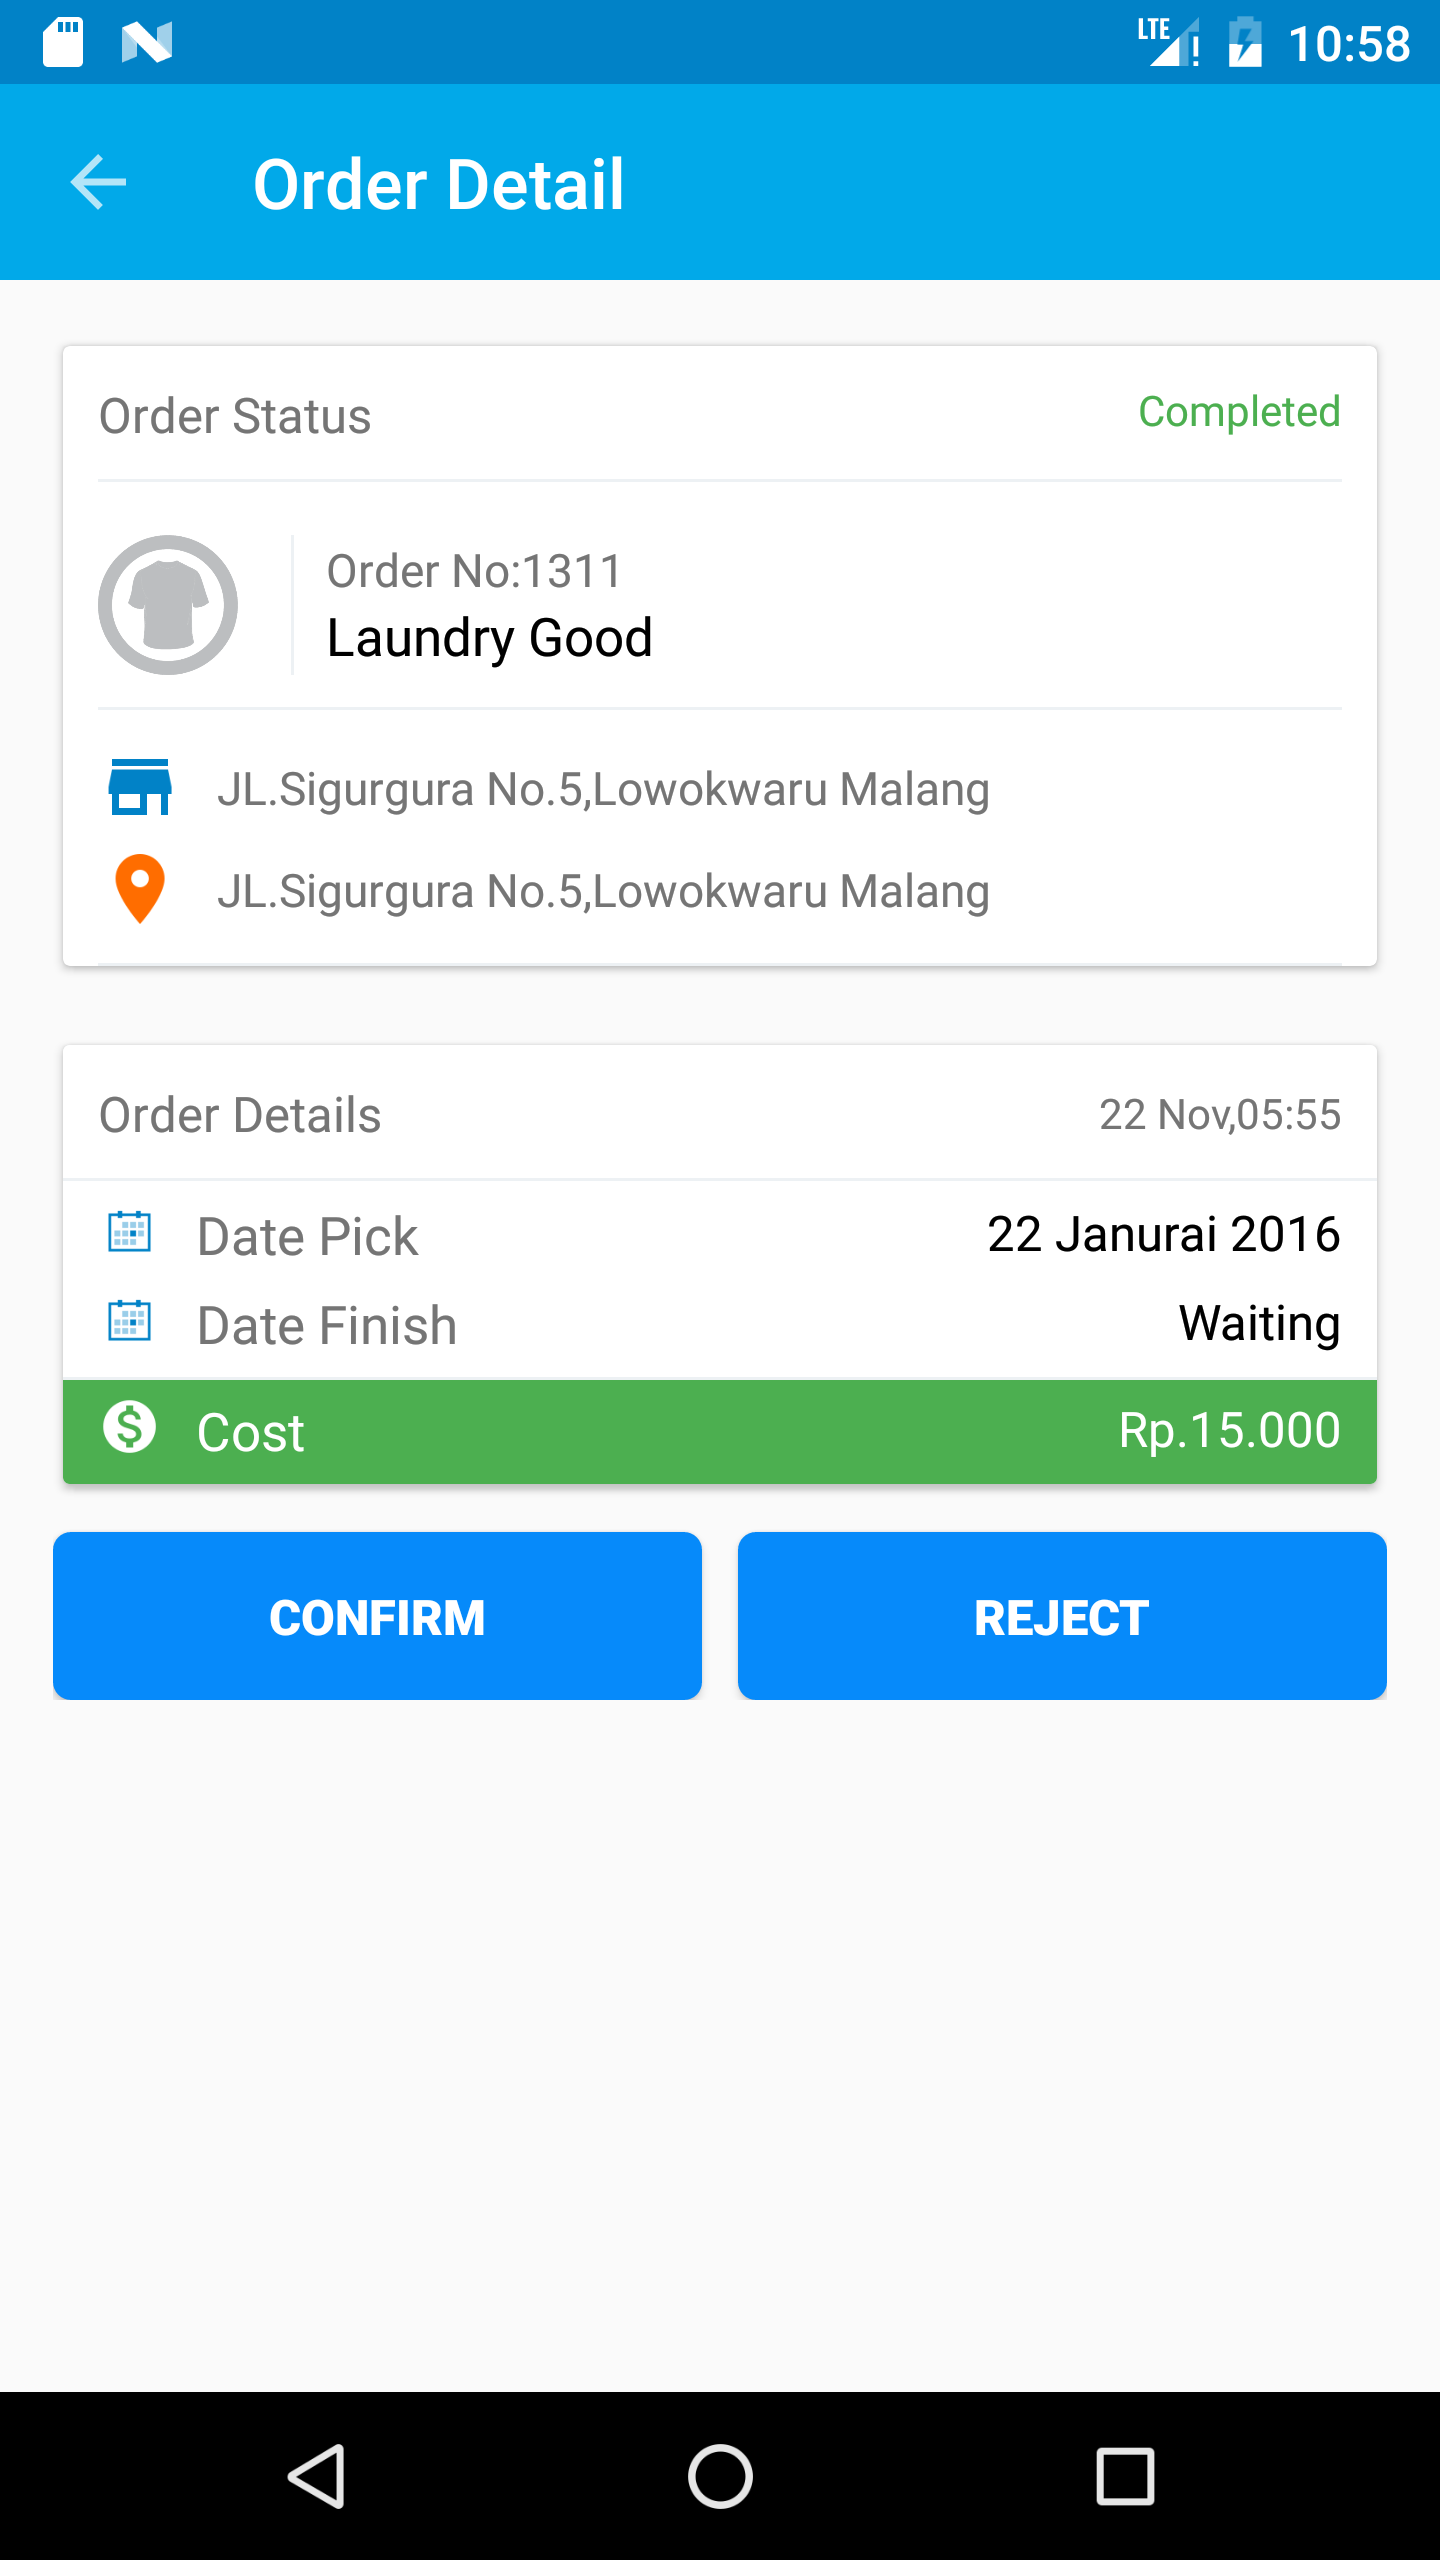 LTE 10:58
Order Detail
Order Status Completed
Order No:1311
Laundry Good
JL.Sigurgura No.5,Lowokwaru Malang
JL.Sigurgura No.5,Lowokwaru Malang
Order Details 22 Nov,05:55
Date Pick 22 Janurai 2016
Date Finish Waiting
Cost Rp.15.000
CONFIRM REJECT